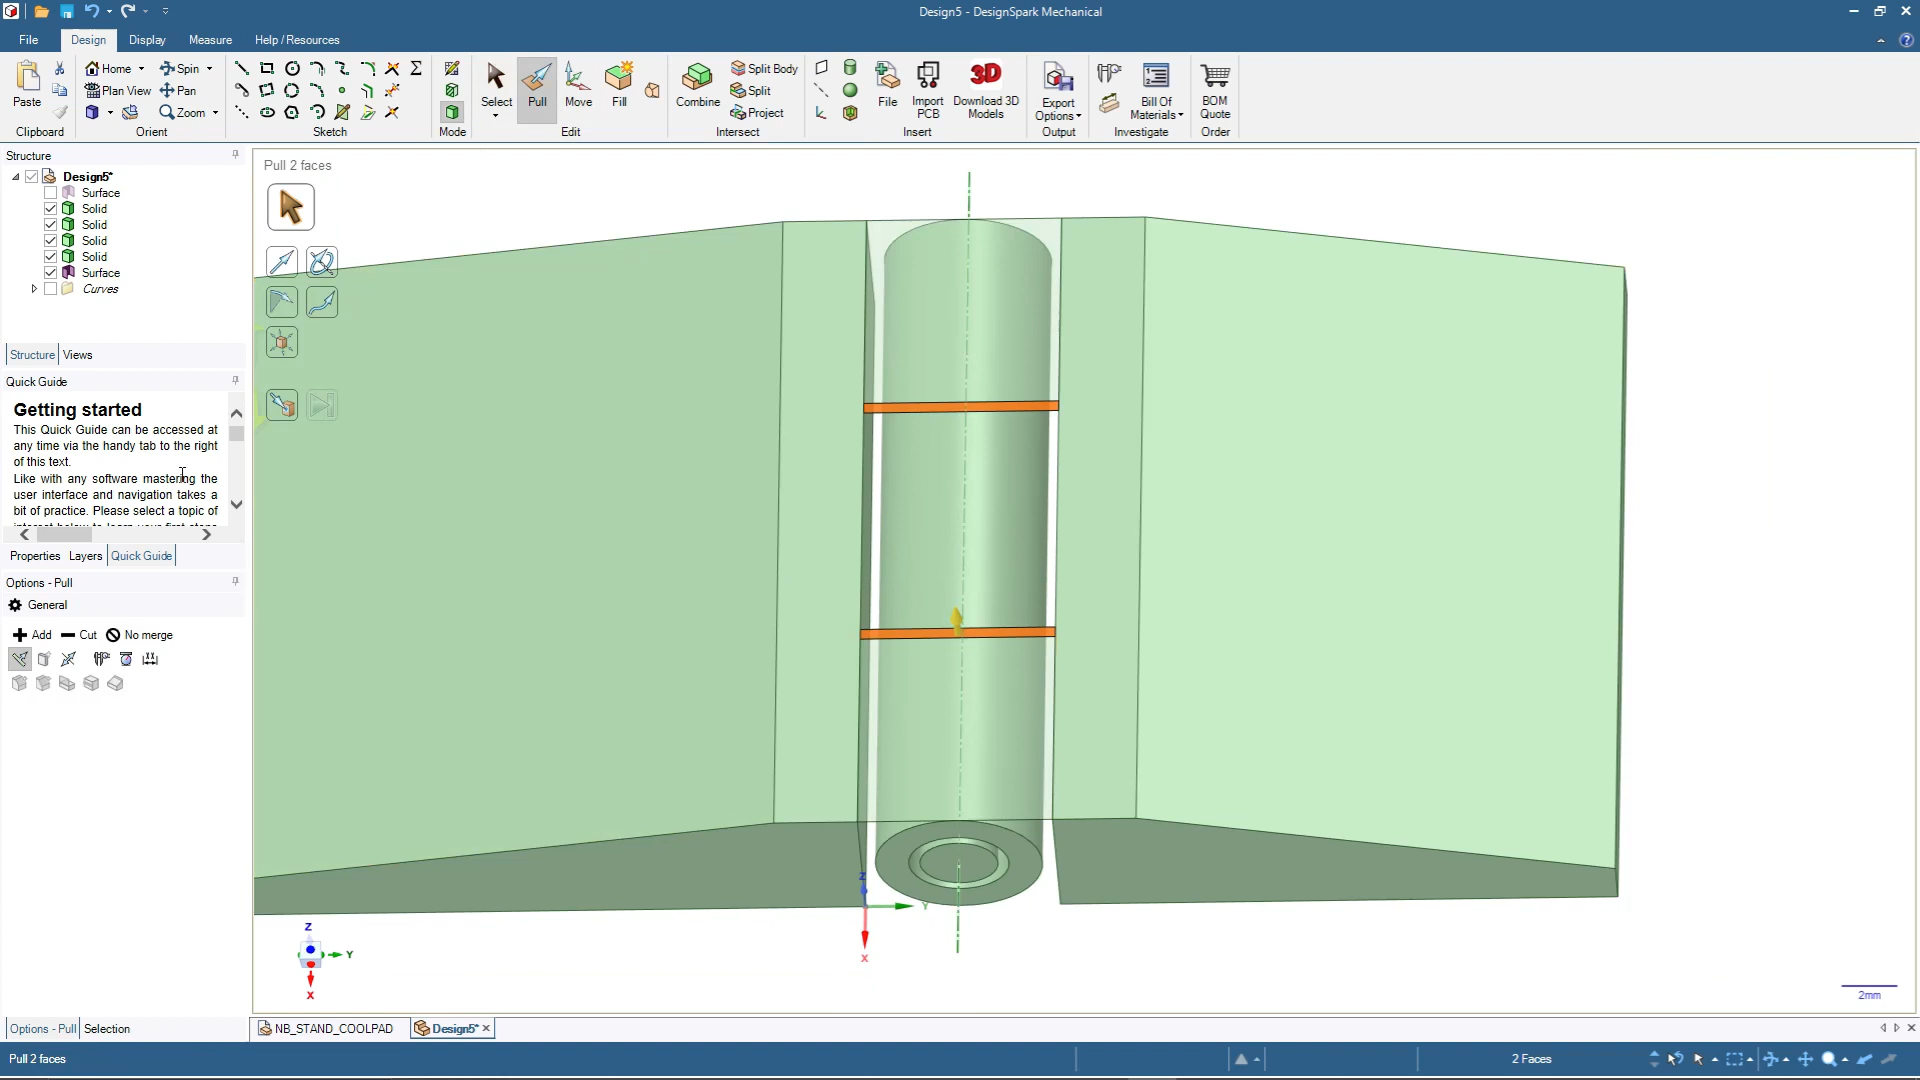 Design5 - DesignSpark Mechanical
File
Design
Display
Measure
Help / Resources
Paste
Clipboard
Home
Spin
Plan View
Pan
Zoom
Orient
Sketch
Mode
Select
Pull
Move
Fill
Edit
Combine
Split Body
Split
Project
Intersect
File
Import PCB
Download 3D Models
Insert
Export Options
Output
Bill Of Materials
Investigate
BOM Quote
Order
Structure
Design5*
Surface
Solid
Solid
Solid
Solid
Surface
Curves
Structure
Views
Quick Guide
Getting started
This Quick Guide can be accessed at
any time via the handy tab to the right
of this text.
Like with any software mastering the
user interface and navigation takes a
bit of practice. Please select a topic of
Properties
Layers
Quick Guide
Options - Pull
General
Add
Cut
No merge
Options - Pull
Selection
Pull 2 faces
Z
Y
X
Z
Y
X
2mm
NB_STAND_COOLPAD
Design5*
Pull 2 faces
2 Faces